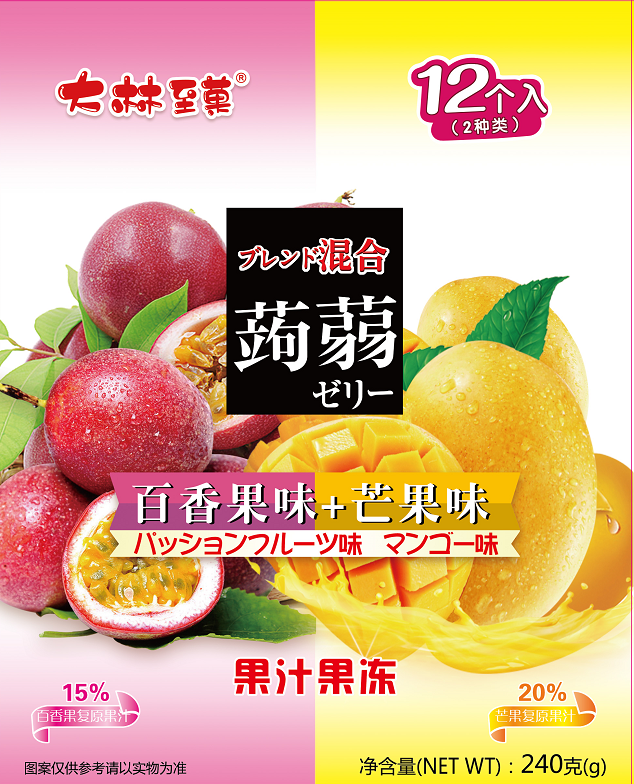 大林至菓®
12个入
（2种类）
ブレンド混合
蒟蒻
ゼリー
百香果味+芒果味
パッションフルーツ味 マンゴー味
果汁果冻
15%
百香果复原果汁
20%
芒果复原果汁
图案仅供参考请以实物为准
净含量(NET WT)：240克(g)